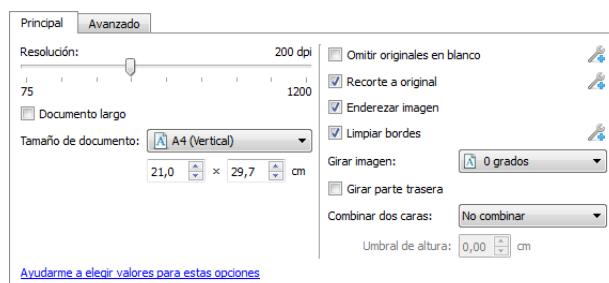 Principal Avanzado
Resolución: 200 dpi
75 1200
Documento largo
Tamaño de documento: A4 (Vertical)
21,0 × 29,7 cm
Ayudarme a elegir valores para estas opciones
Omitir originales en blanco
Recorte a original
Enderezar imagen
Limpiar bordes
Girar imagen: 0 grados
Girar parte trasera
Combinar dos caras: No combinar
Umbral de altura: 0,00 cm